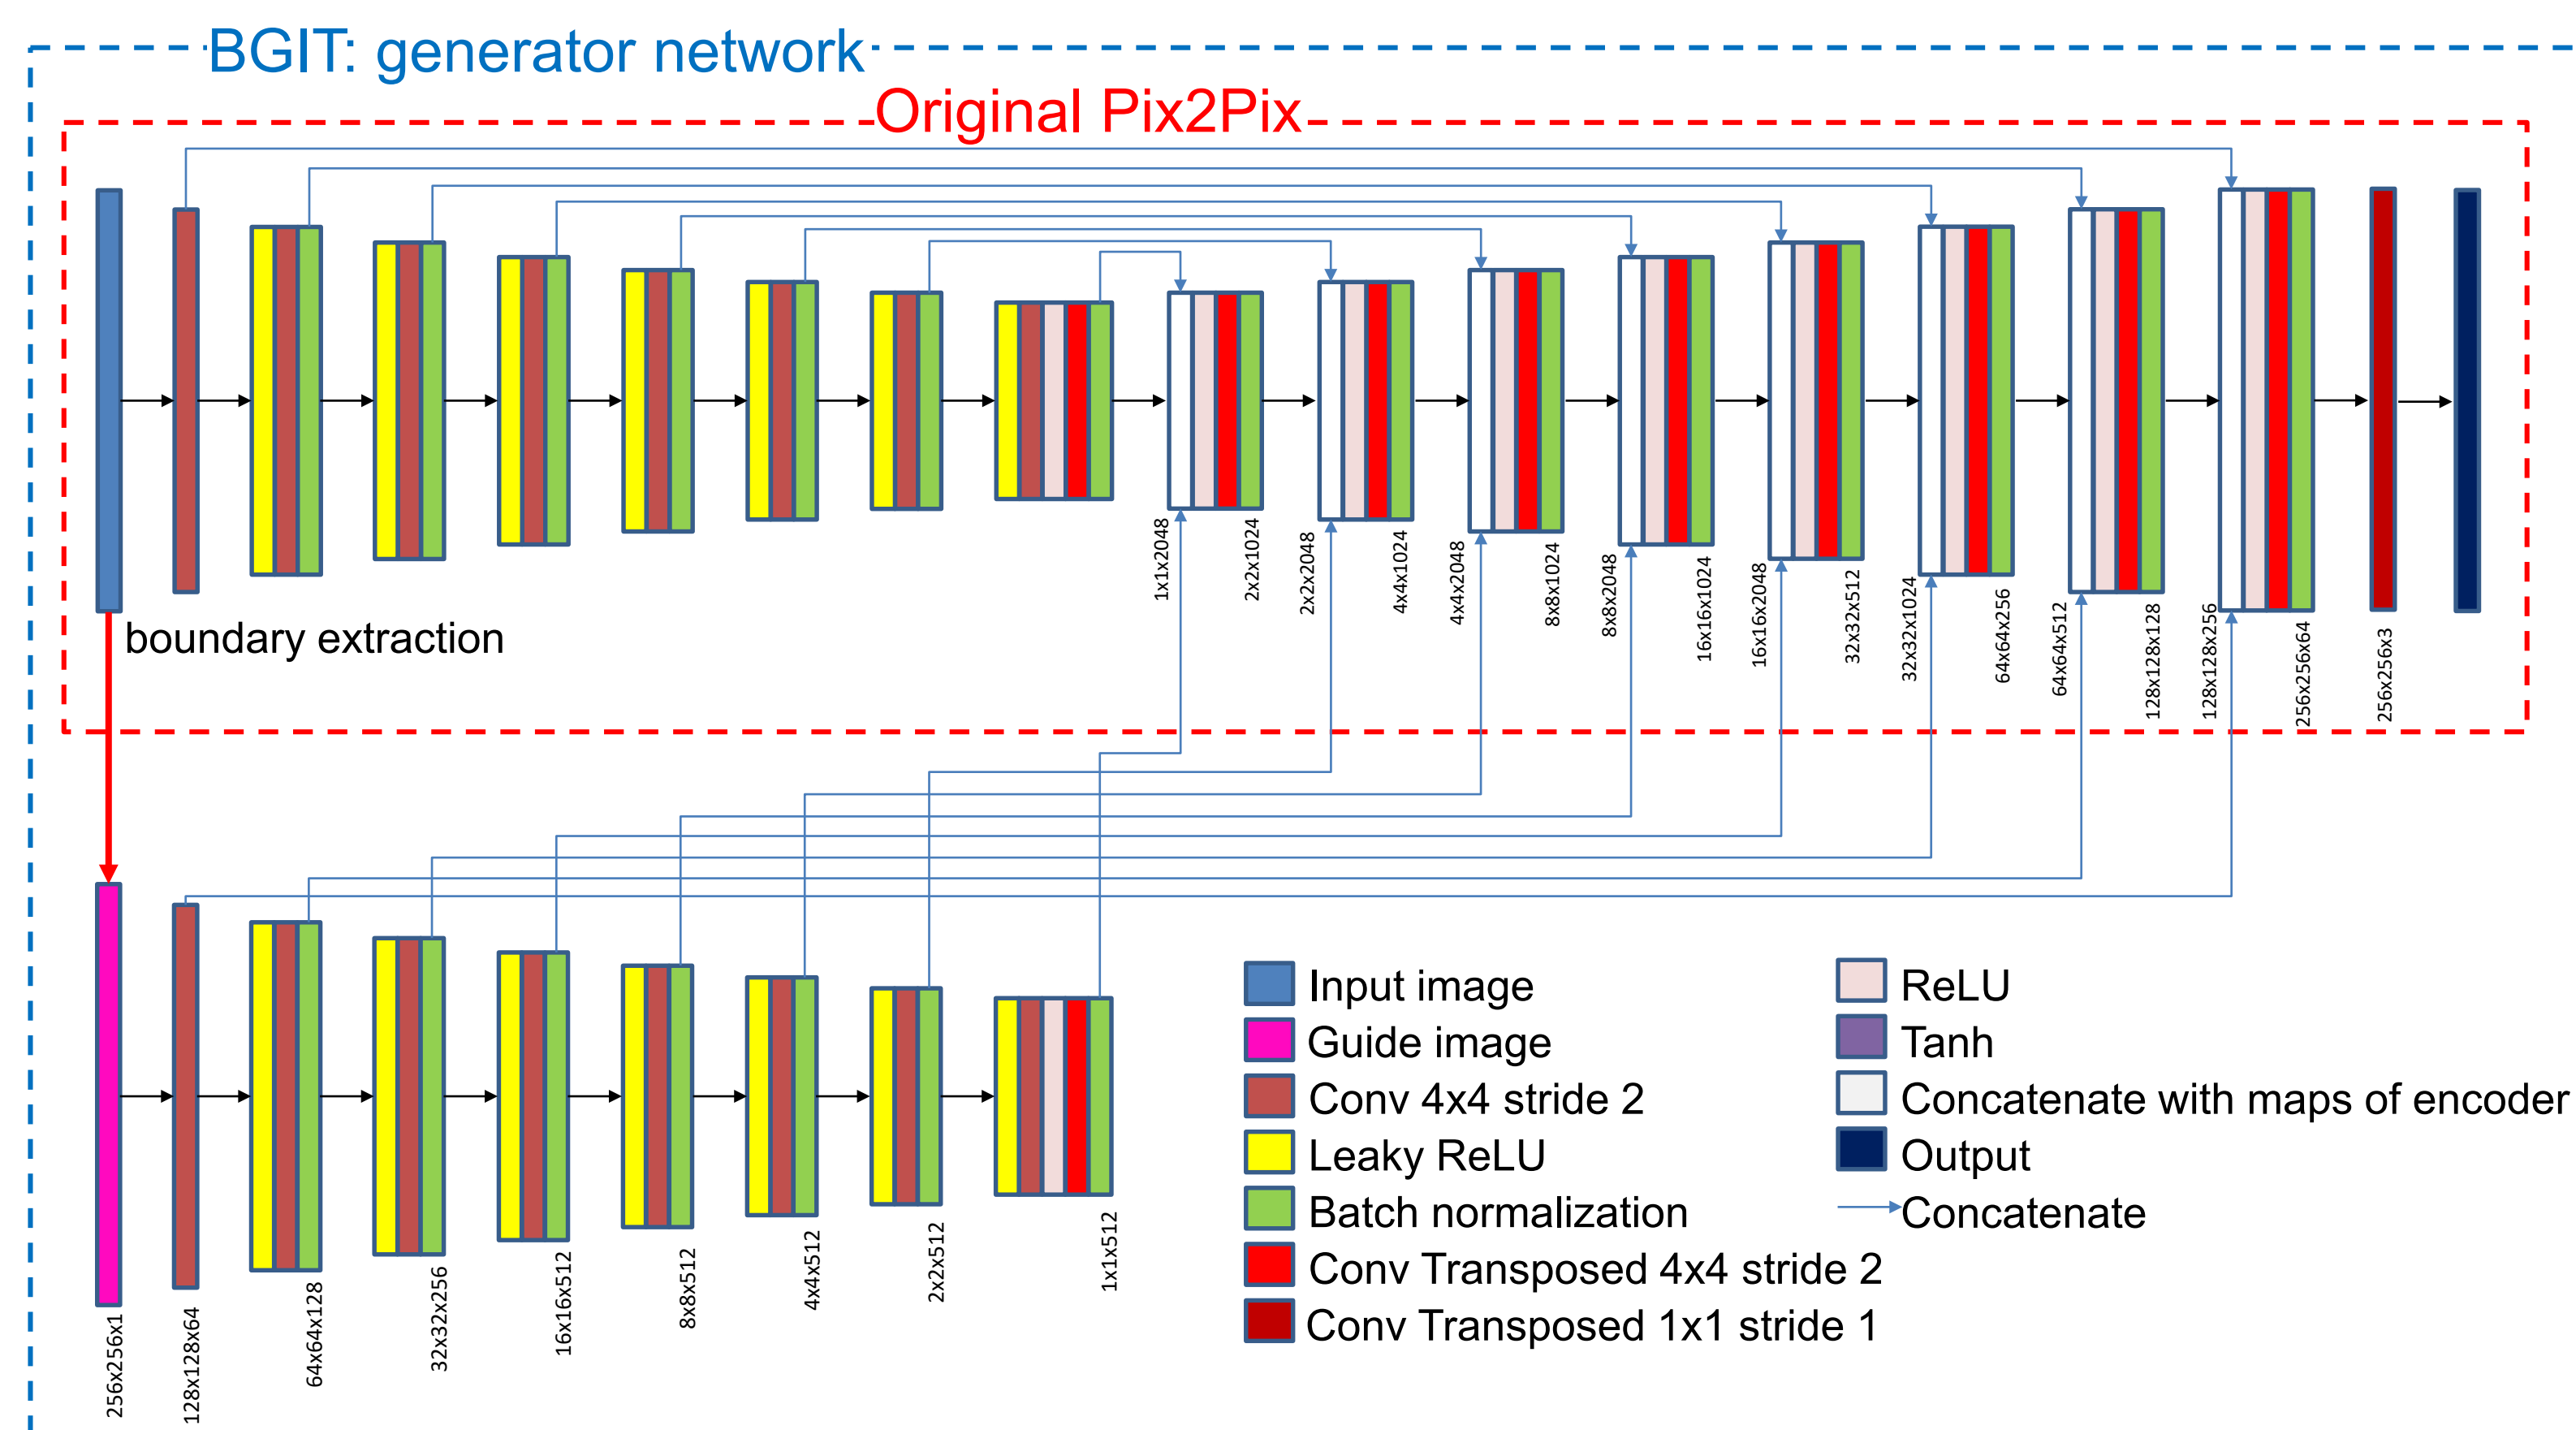 BGIT: generator network
Original Pix2Pix
boundary extraction
1x1x2048
2x2x1024
2x2x2048
4x4x1024
4x4x2048
8x8x1024
8x8x2048
16x16x1024
16x16x2048
32x32x512
32x32x1024
64x64x256
64x64x512
128x128x128
128x128x256
256x256x64
256x256x3
256x256x1
128x128x64
64x64x128
32x32x256
16x16x512
8x8x512
4x4x512
2x2x512
1x1x512
Input image
Guide image
Conv 4x4 stride 2
Leaky ReLU
Batch normalization
Conv Transposed 4x4 stride 2
Conv Transposed 1x1 stride 1
ReLU
Tanh
Concatenate with maps of encoder
Output
Concatenate